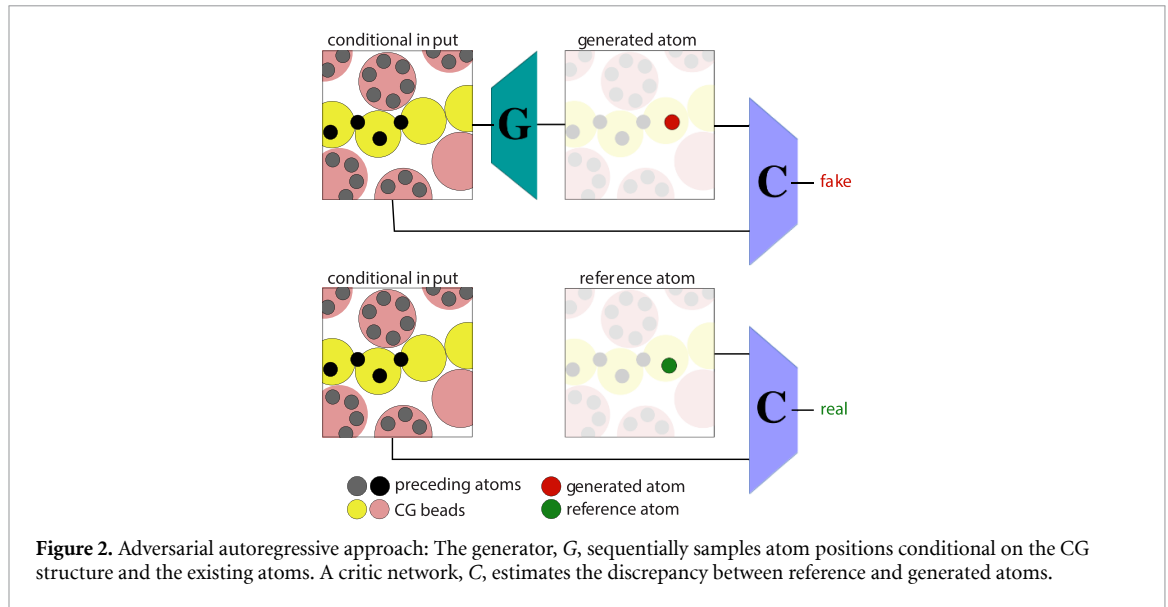 conditional input
generated atom
G
C
fake
conditional input
reference atom
C
real
preceding atoms
generated atom
CG beads
reference atom
Figure 2. Adversarial autoregressive approach: The generator, G, sequentially samples atom positions conditional on the CG
structure and the existing atoms. A critic network, C, estimates the discrepancy between reference and generated atoms.